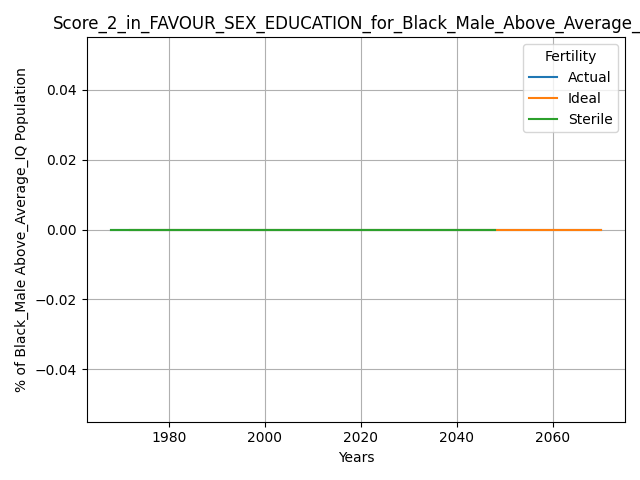 Score_2_in_FAVOUR_SEX_EDUCATION_for_Black_Male_Above_Average_
Fertility
Actual
Ideal
Sterile
% of Black_Male Above_Average_IQ Population
0.04
0.02
0.00
−0.02
−0.04
1980 2000 2020 2040 2060
Years